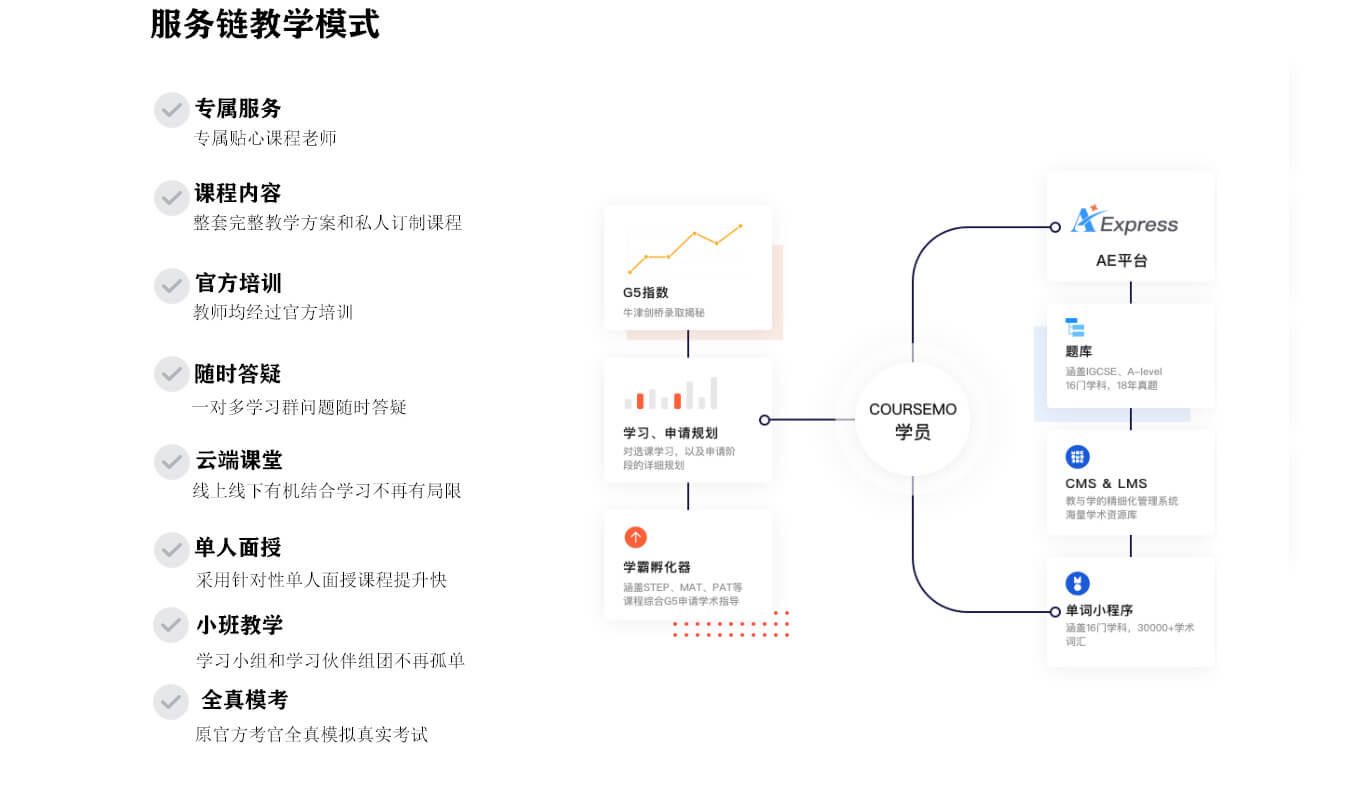 服务链教学模式
专属服务
专属贴心课程老师
课程内容
整套完整教学方案和私人订制课程
官方培训
教师均经过官方培训
随时答疑
一对多学习群问题随时答疑
云端课堂
线上线下有机结合学习不再有局限
单人面授
采用针对性单人面授课程提升快
小班教学
学习小组和学习伙伴组团不再孤单
全真模考
原官方考官全真模拟真实考试
G5指数
牛津剑桥录取揭秘
学习、申请规划
对选课学习，以及申请阶
段的详细规划
学霸孵化器
涵盖STEP、MAT、PAT等
课程综合G5申请学术指导
COURSEMO
学员
AExpress
AE平台
题库
涵盖IGCSE、A-level
16门学科，18年真题
CMS & LMS
教与学的精细化管理系统
海量学术资源库
单词小程序
涵盖16门学科，30000+学术
词汇